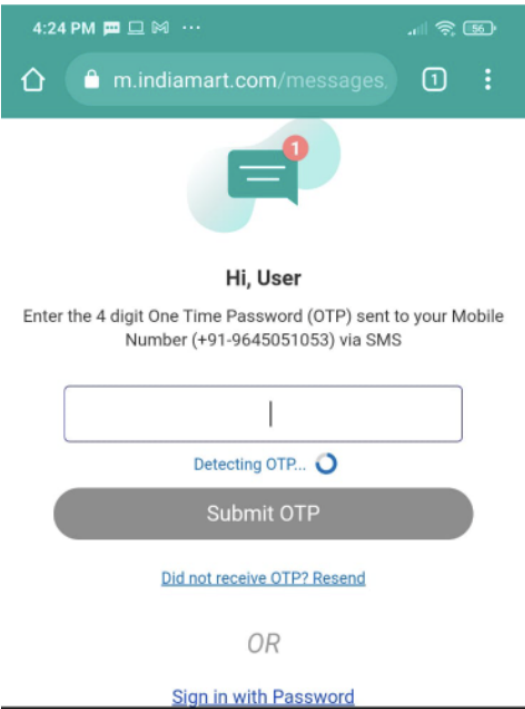 4:24 PM
56
m.indiamart.com/messages,
1
1
Hi, User
Enter the 4 digit One Time Password (OTP) sent to your Mobile
Number (+91-9645051053) via SMS
Detecting OTP...
Submit OTP
Did not receive OTP? Resend
OR
Sign in with Password